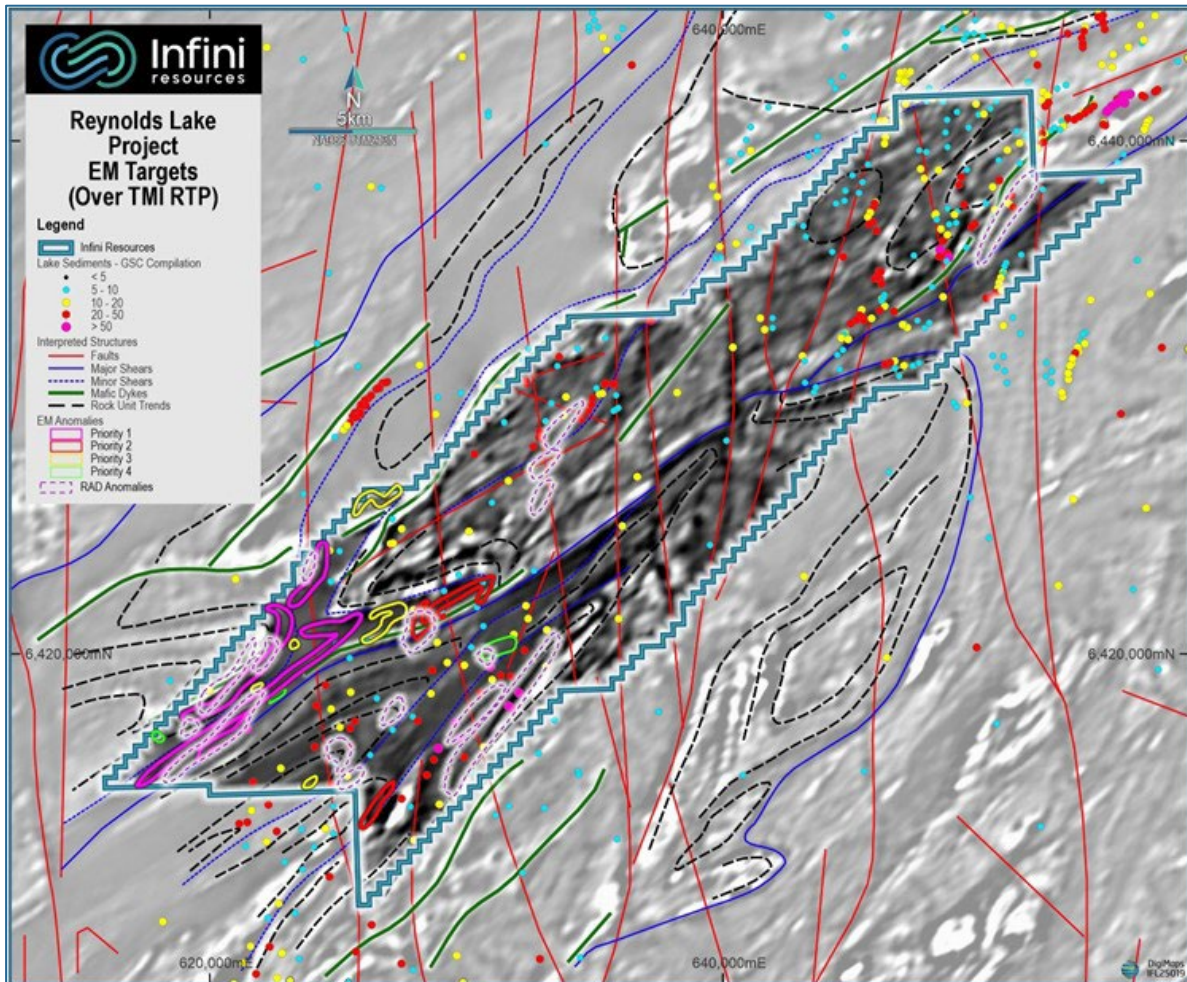 Infini
resources
Reynolds Lake
Project
EM Targets
(Over TMI RTP)
Legend
Infini Resources
Lake Sediments - GSC Compilation
< 5
5 - 10
10 - 20
20 - 50
> 50
Interpreted Structures
Faults
Major Shears
Minor Shears
Mafic Dykes
Rock Unit Trends
EM Anomalies
Priority 1
Priority 2
Priority 3
Priority 4
RAD Anomalies
N
5km
640,000mE
6,440,000mN
6,420,000mN
6,420,000mN
620,000mE
640,000mE
DigiMaps
IFL25019